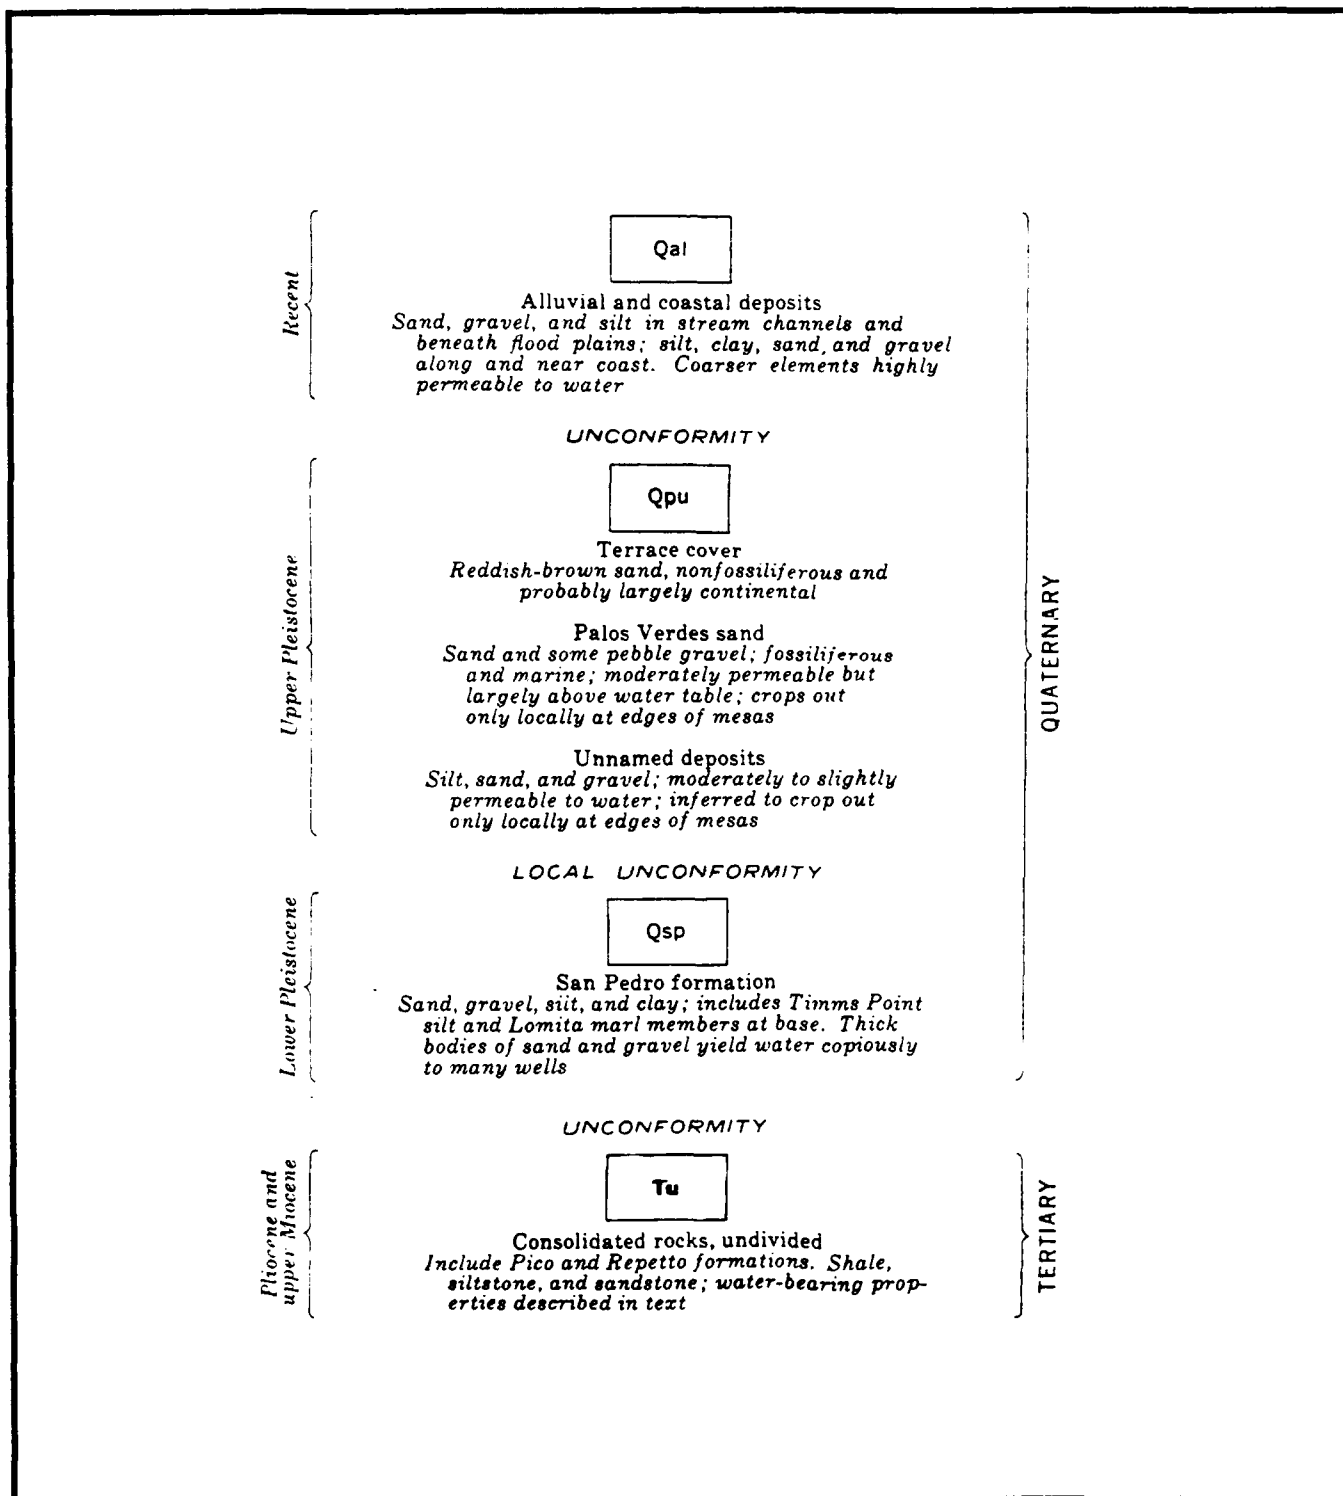 Recent
Qal
Alluvial and coastal deposits
Sand, gravel, and silt in stream channels and
beneath flood plains; silt, clay, sand, and gravel
along and near coast. Coarser elements highly
permeable to water
UNCONFORMITY
Upper Pleistocene
Qpu
Terrace cover
Reddish-brown sand, nonfossiliferous and
probably largely continental
Palos Verdes sand
Sand and some pebble gravel; fossiliferous
and marine; moderately permeable but
largely above water table; crops out
only locally at edges of mesas
Unnamed deposits
Silt, sand, and gravel; moderately to slightly
permeable to water; inferred to crop out
only locally at edges of mesas
QUATERNARY
LOCAL UNCONFORMITY
Lower Pleistocene
Qsp
San Pedro formation
Sand, gravel, silt, and clay; includes Timms Point
silt and Lomita marl members at base. Thick
bodies of sand and gravel yield water copiously
to many wells
UNCONFORMITY
Pliocene and
upper Miocene
Tu
Consolidated rocks, undivided
Include Pico and Repetto formations. Shale,
siltstone, and sandstone; water-bearing prop-
erties described in text
TERTIARY